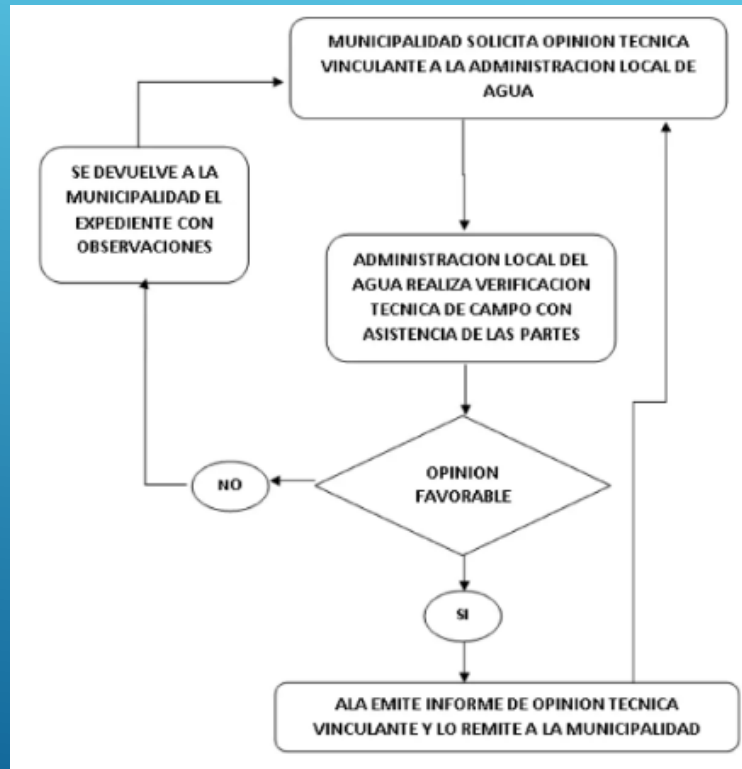 MUNICIPALIDAD SOLICITA OPINION TECNICA
VINCULANTE A LA ADMINISTRACION LOCAL DE
AGUA
SE DEVUELVE A LA
MUNICIPALIDAD EL
EXPEDIENTE CON
OBSERVACIONES
ADMINISTRACION LOCAL DEL
AGUA REALIZA VERIFICACION
TECNICA DE CAMPO CON
ASISTENCIA DE LAS PARTES
OPINION
FAVORABLE
NO
SI
ALA EMITE INFORME DE OPINION TECNICA
VINCULANTE Y LO REMITE A LA MUNICIPALIDAD